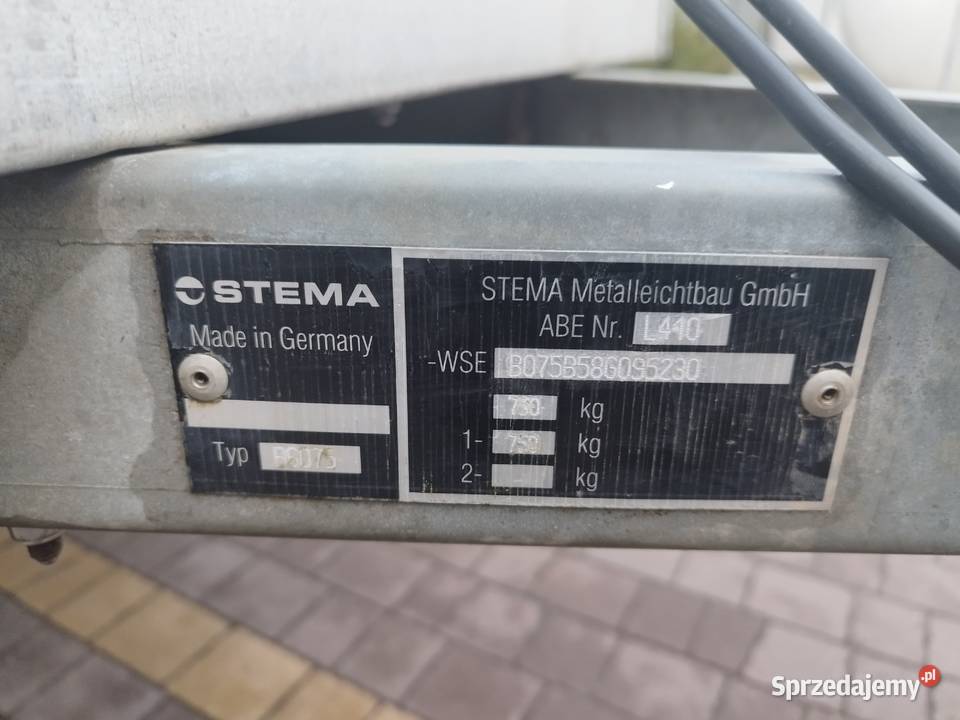 STEMA
Made in Germany
Typ
STEMA Metalleichtbau GmbH
ABE Nr. L440
-WSE B075B58G095230
750 kg
1- 750 kg
2- - kg
Sprzedajemy.pl